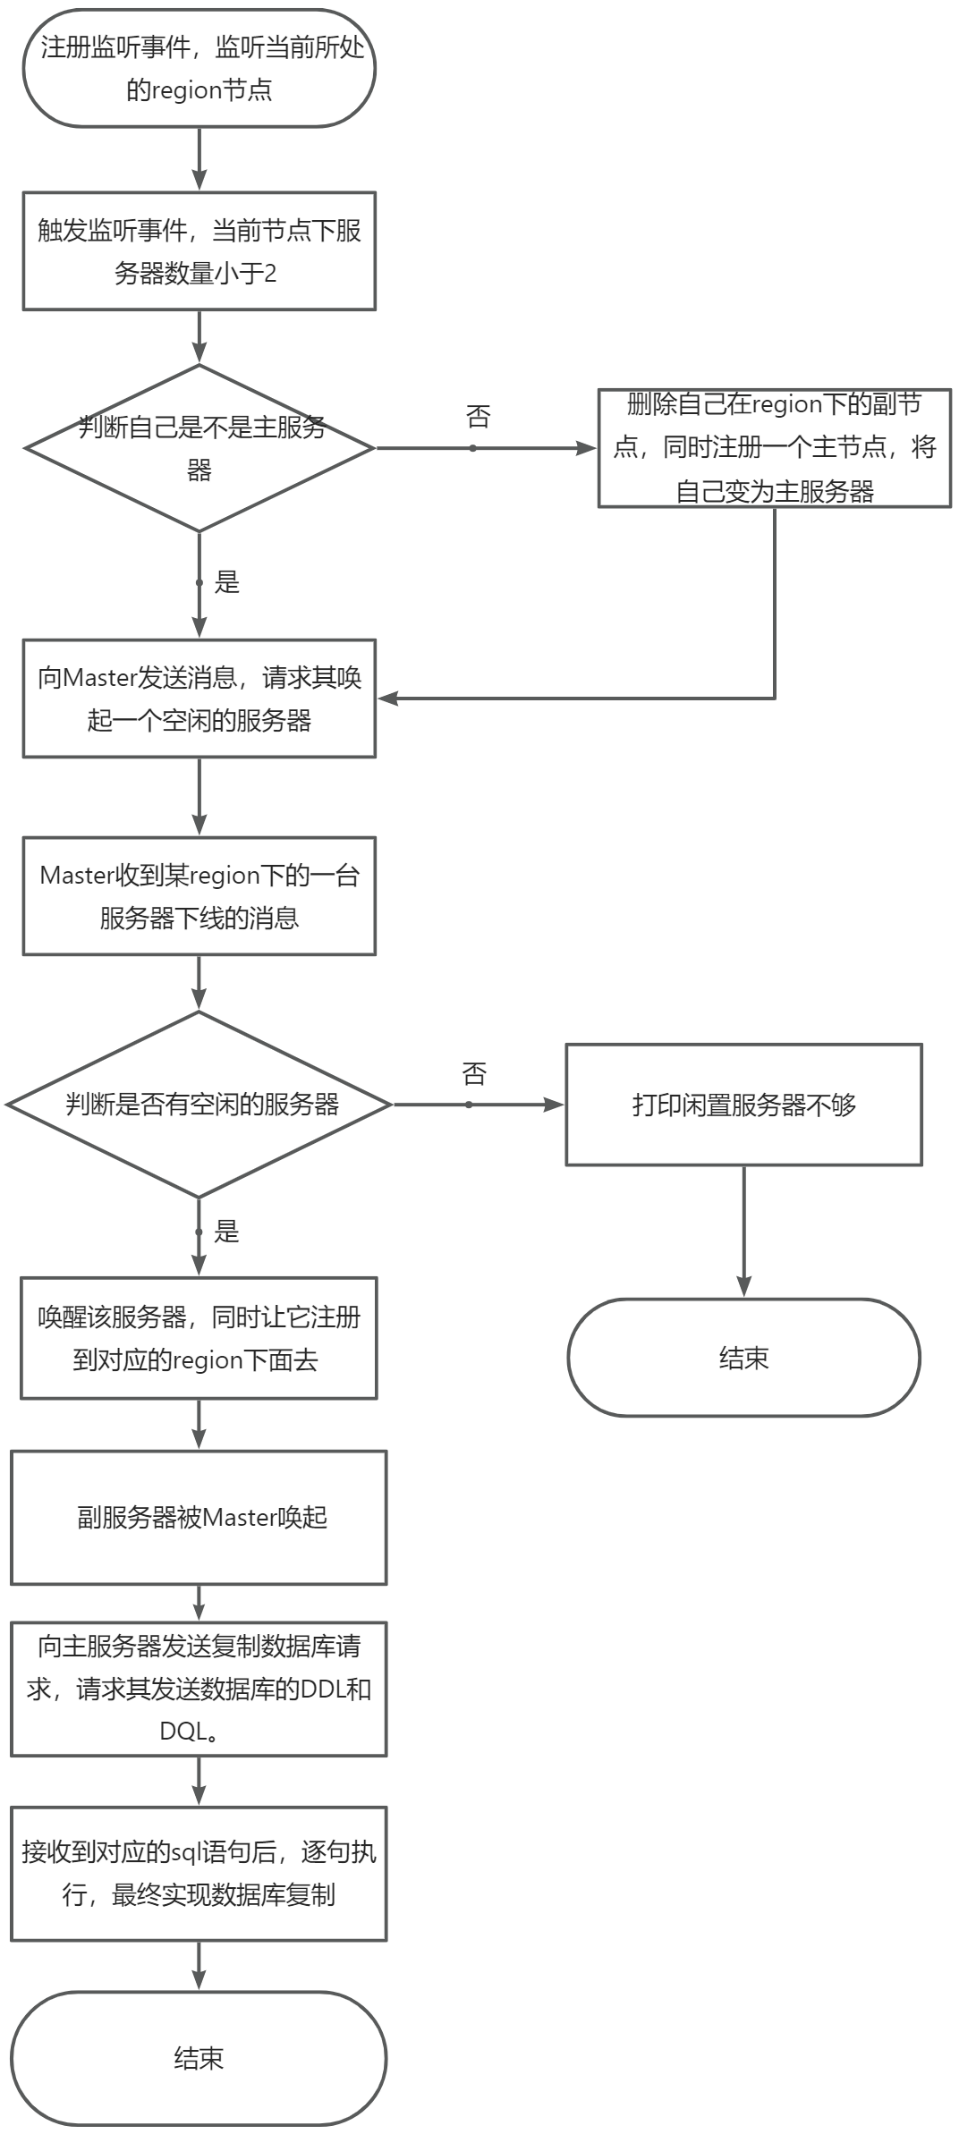 注册监听事件，监听当前所处
的region节点
触发监听事件，当前节点下服
务器数量小于2
判断自己是不是主服务
器
否
删除自己在region下的副节
点，同时注册一个主节点，将
自己变为主服务器
是
向Master发送消息，请求其唤
起一个空闲的服务器
Master收到某region下的一台
服务器下线的消息
判断是否有空闲的服务器
否
打印闲置服务器不够
结束
是
唤醒该服务器，同时让它注册
到对应的region下面去
副服务器被Master唤起
向主服务器发送复制数据库请
求，请求其发送数据库的DDL和
DQL。
接收到对应的sql语句后，逐句执
行，最终实现数据库复制
结束